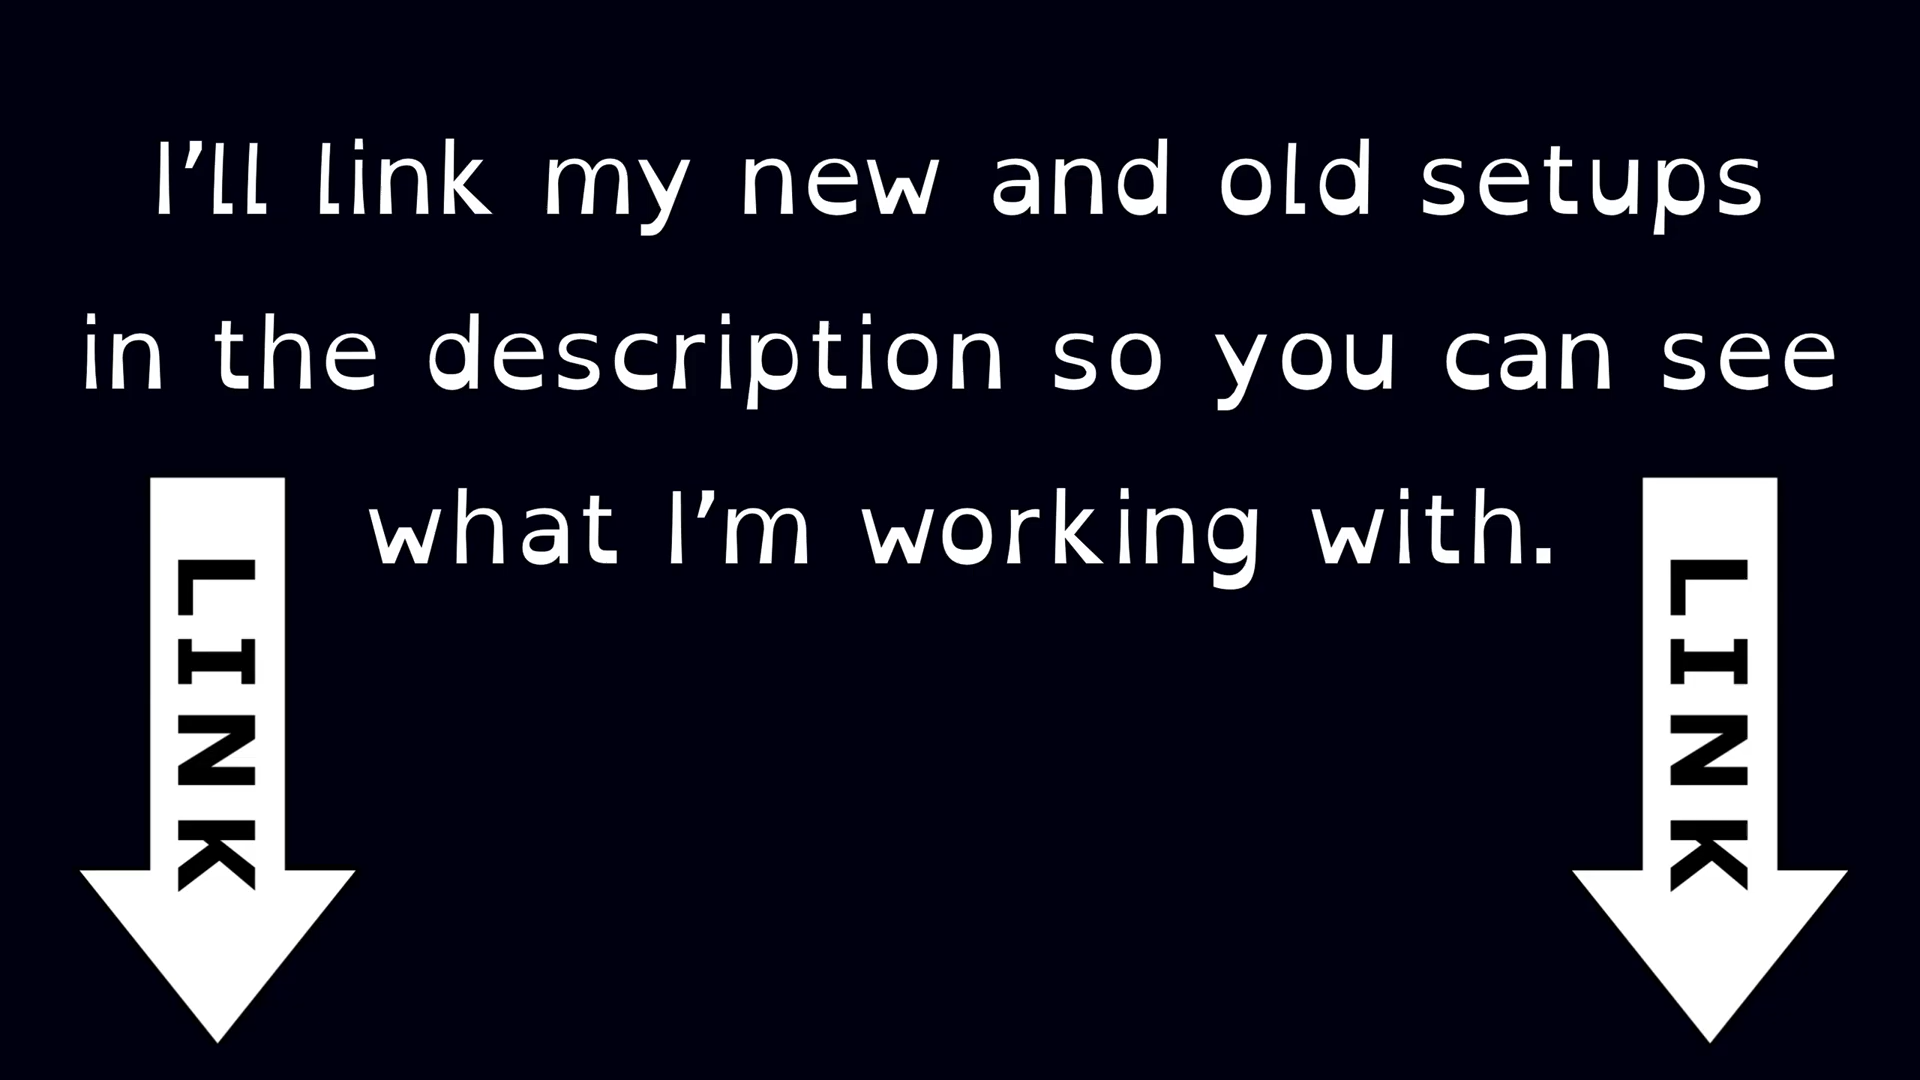 I’ll link my new and old setups
in the description so you can see
what I’m working with.
LINK
LINK